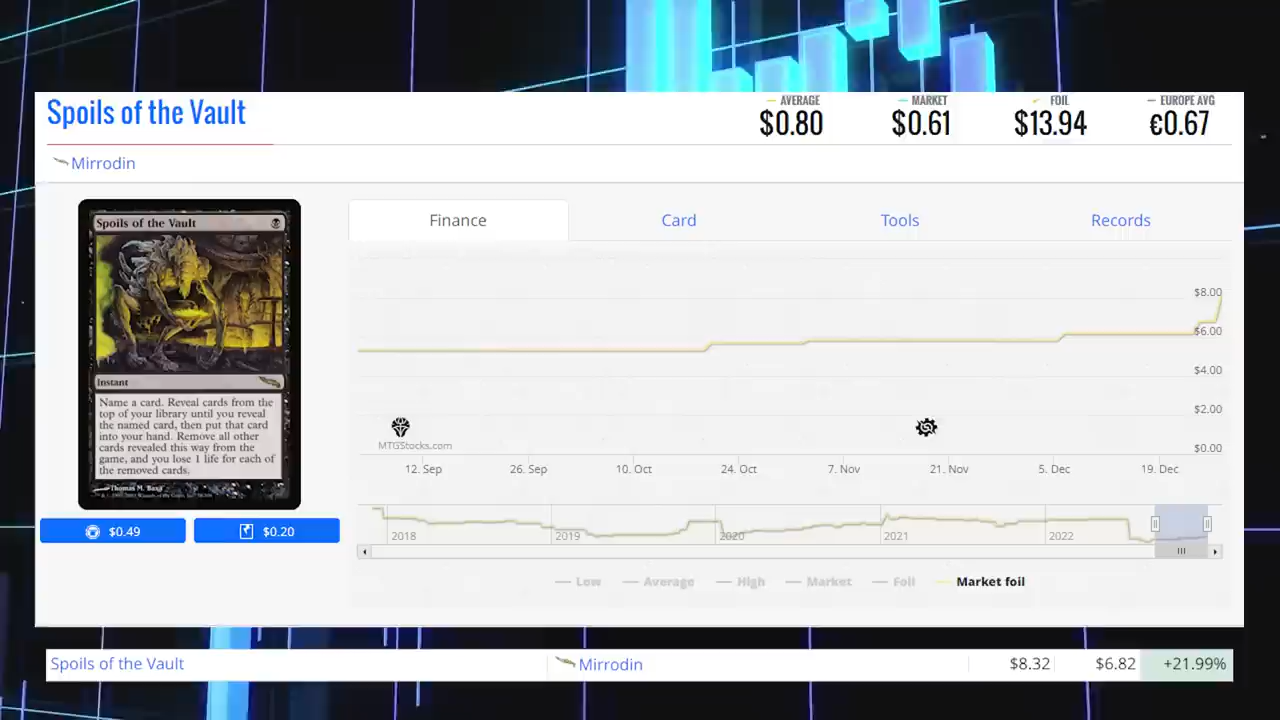 Spoils of the Vault
AVERAGE
$0.80
MARKET
$0.61
FOIL
$13.94
EUROPE AVG
€0.67
Mirrodin
Finance
Card
Tools
Records
Spoils of the Vault
Instant
Name a card. Reveal cards from the
top of your library until you reveal
the named card, then put that card
into your hand. Remove all other
cards revealed this way from the
game, and you lose 1 life for each of
the removed cards.
Thomas M. Baxa
$0.49
$0.20
$8.00
$6.00
$4.00
$2.00
$0.00
MTGStocks.com
12. Sep 26. Sep 10. Oct 24. Oct 7. Nov 21. Nov 5. Dec 19. Dec
2018 2019 2020 2021 2022
Low Average High Market Foil Market foil
Spoils of the Vault Mirrodin $8.32 $6.82 +21.99%